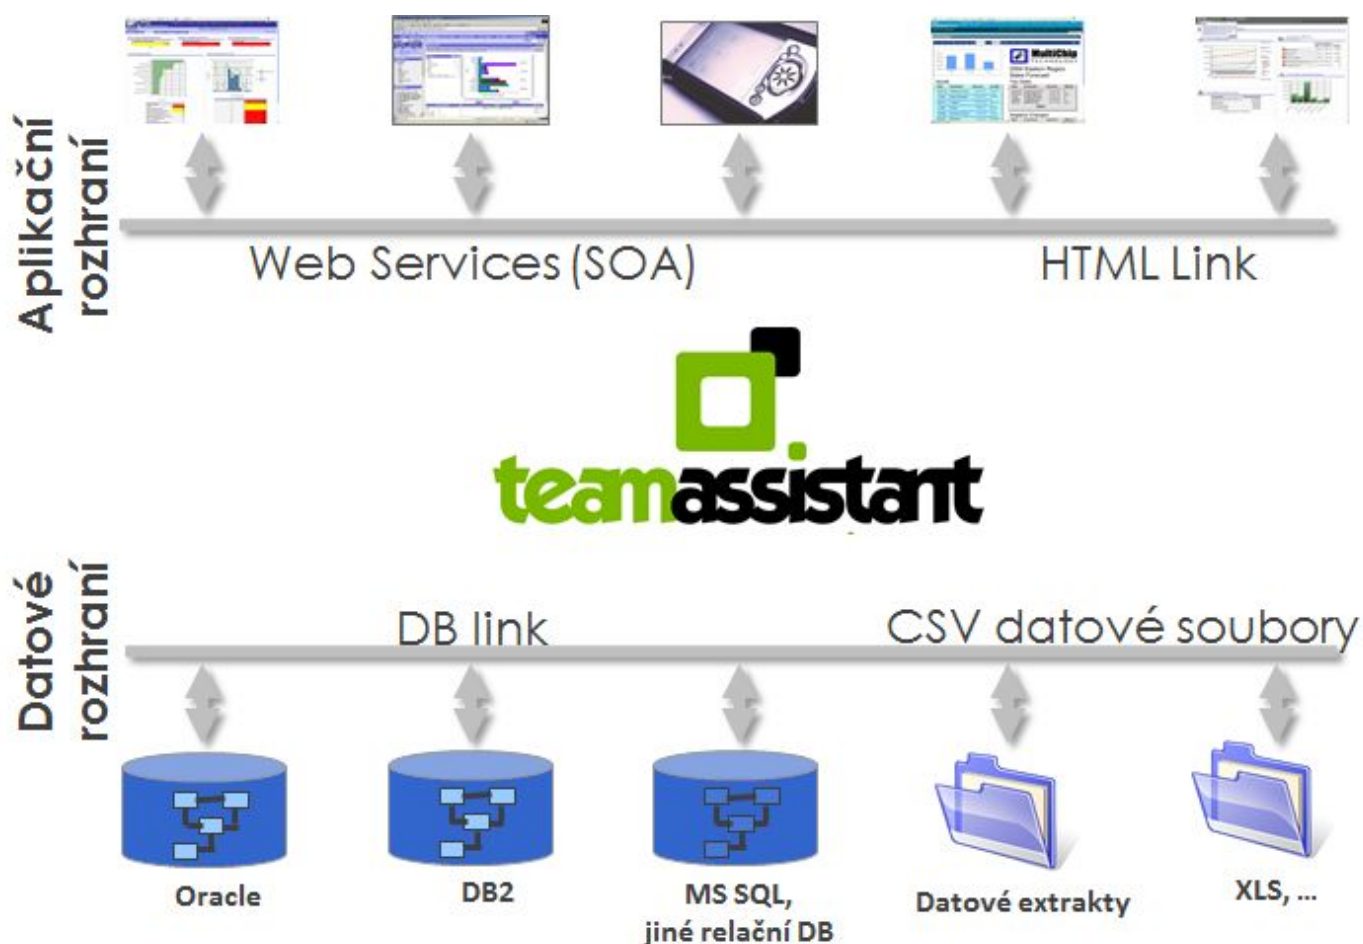 MultiChip
Aplikační
rozhraní
Web Services (SOA)
HTML Link
teamassistant
Datové
rozhraní
DB link
CSV datové soubory
Oracle
DB2
MS SQL,
jiné relační DB
Datové extrakty
XLS, ...